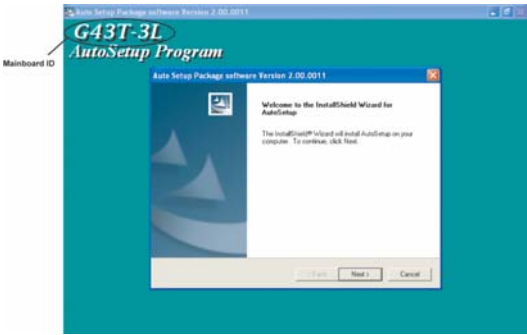 Auto Setup Package software Version 2.00.0011
G43T-3L
AutoSetup Program
Mainboard ID
Auto Setup Package software Version 2.00.0011
Welcome to the InstallShield Wizard for
AutoSetup
The InstallShield® Wizard will install AutoSetup on your
computer. To continue, click Next.
< Back
Next >
Cancel